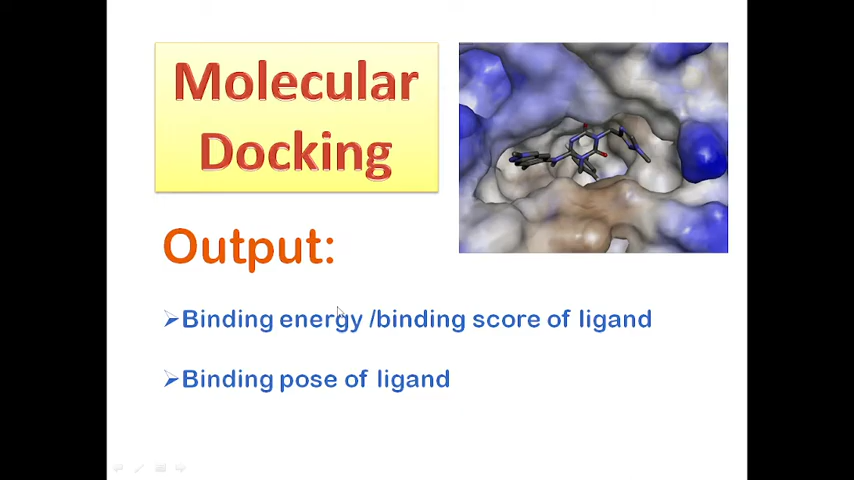 Molecular
Docking
Output:
➢Binding energy /binding score of ligand
➢Binding pose of ligand